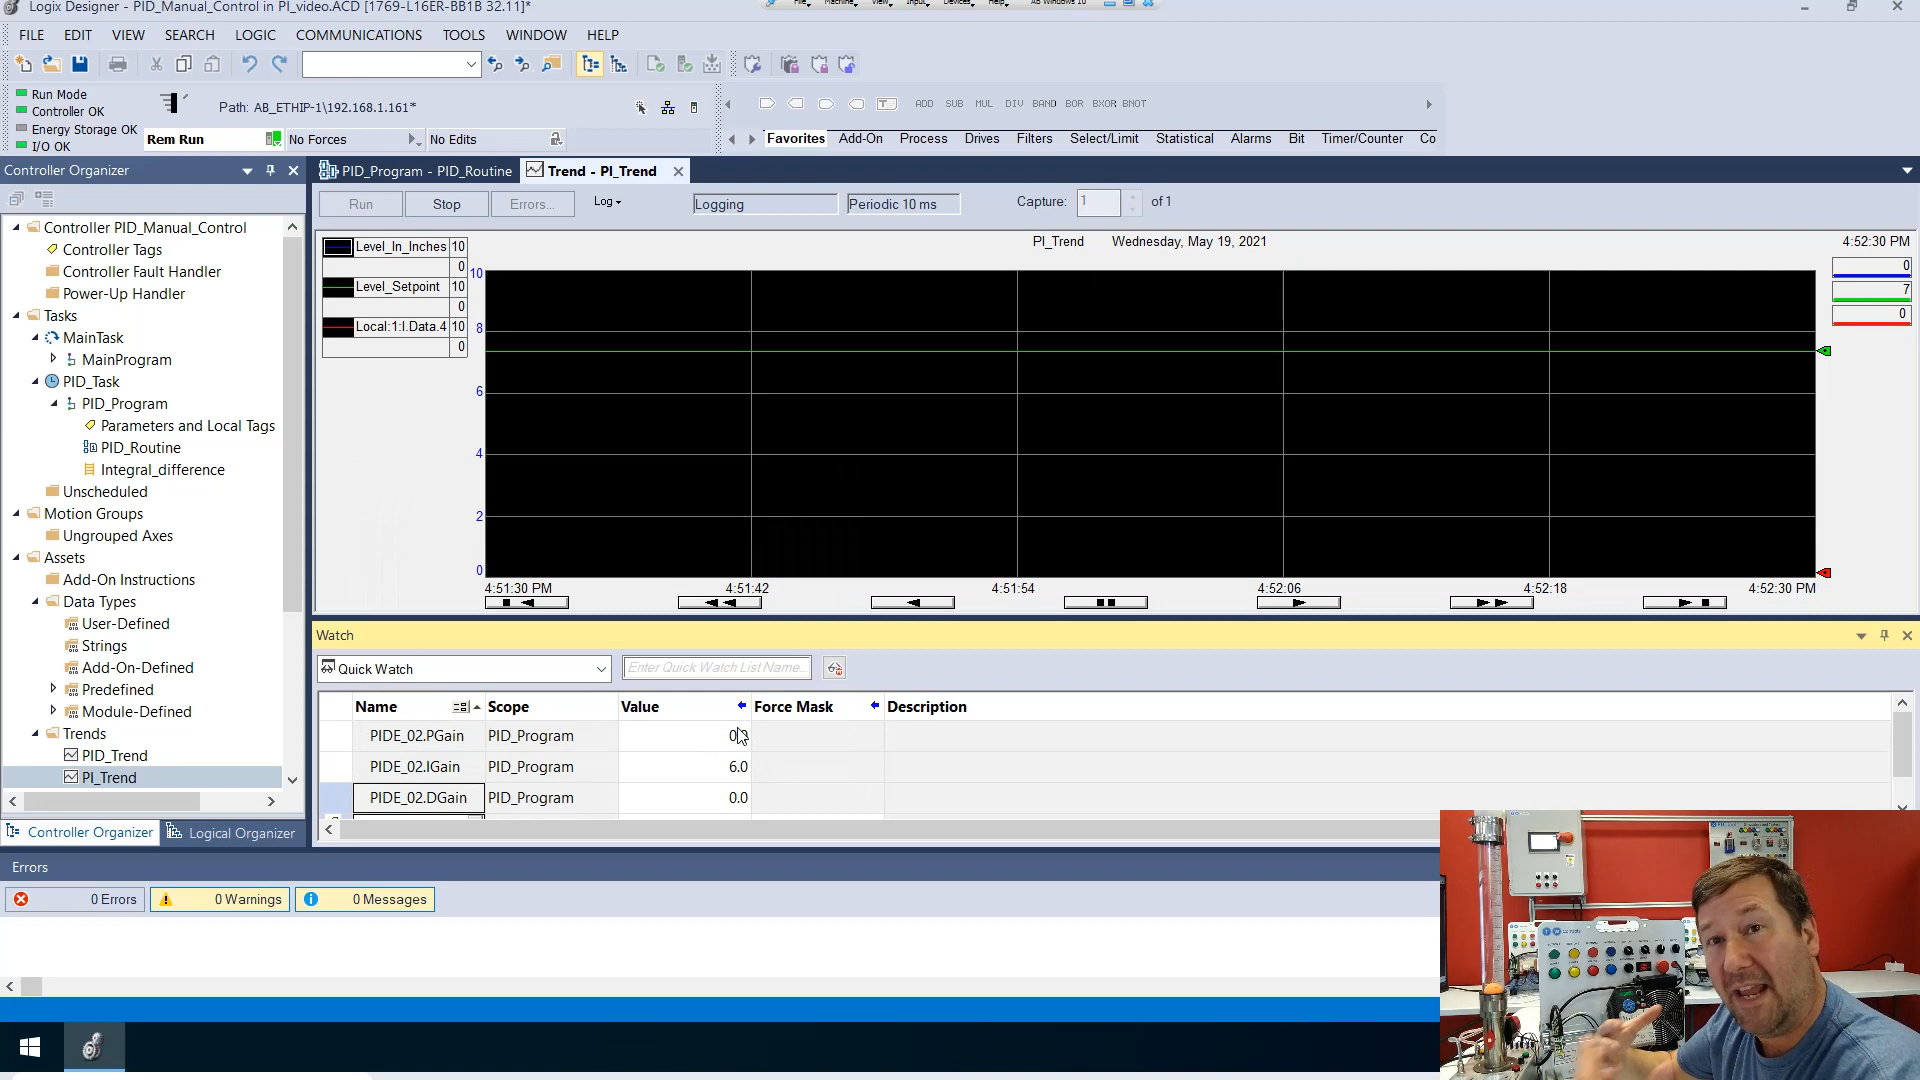 Logix Designer - PID_Manual_Control in PI_video.ACD [1769-L16ER-BB1B 32.11]*
FILE EDIT VIEW SEARCH LOGIC COMMUNICATIONS TOOLS WINDOW HELP
Run Mode
Controller OK
Energy Storage OK
I/O OK
Path: AB_ETHIP-1\192.168.1.161*
Rem Run No Forces No Edits
ADD SUB MUL DIV BAND BOR BXOR BNOT
Favorites Add-On Process Drives Filters Select/Limit Statistical Alarms Bit Timer/Counter Co
Controller Organizer
PID_Program - PID_Routine Trend - PI_Trend
Run Stop Errors... Log Logging Periodic 10 ms Capture: 1 of 1
Controller PID_Manual_Control
Controller Tags
Controller Fault Handler
Power-Up Handler
Tasks
MainTask
MainProgram
PID_Task
PID_Program
Parameters and Local Tags
PID_Routine
Integral_difference
Unscheduled
Motion Groups
Ungrouped Axes
Assets
Add-On Instructions
Data Types
User-Defined
Strings
Add-On-Defined
Predefined
Module-Defined
Trends
PID_Trend
PI_Trend
Controller Organizer Logical Organizer
PI_Trend Wednesday, May 19, 2021 4:52:30 PM
Level_In_Inches 10
0
Level_Setpoint 10
0
Local:1:I.Data.4 10
0
0
7
0
10
8
6
4
2
0
4:51:30 PM 4:51:42 4:51:54 4:52:06 4:52:18 4:52:30 PM
Watch
Quick Watch Enter Quick Watch List Name...
Name Scope Value Force Mask Description
PIDE_02.PGain PID_Program
PIDE_02.IGain PID_Program 6.0
PIDE_02.DGain PID_Program 0.0
Errors
0 Errors 0 Warnings 0 Messages